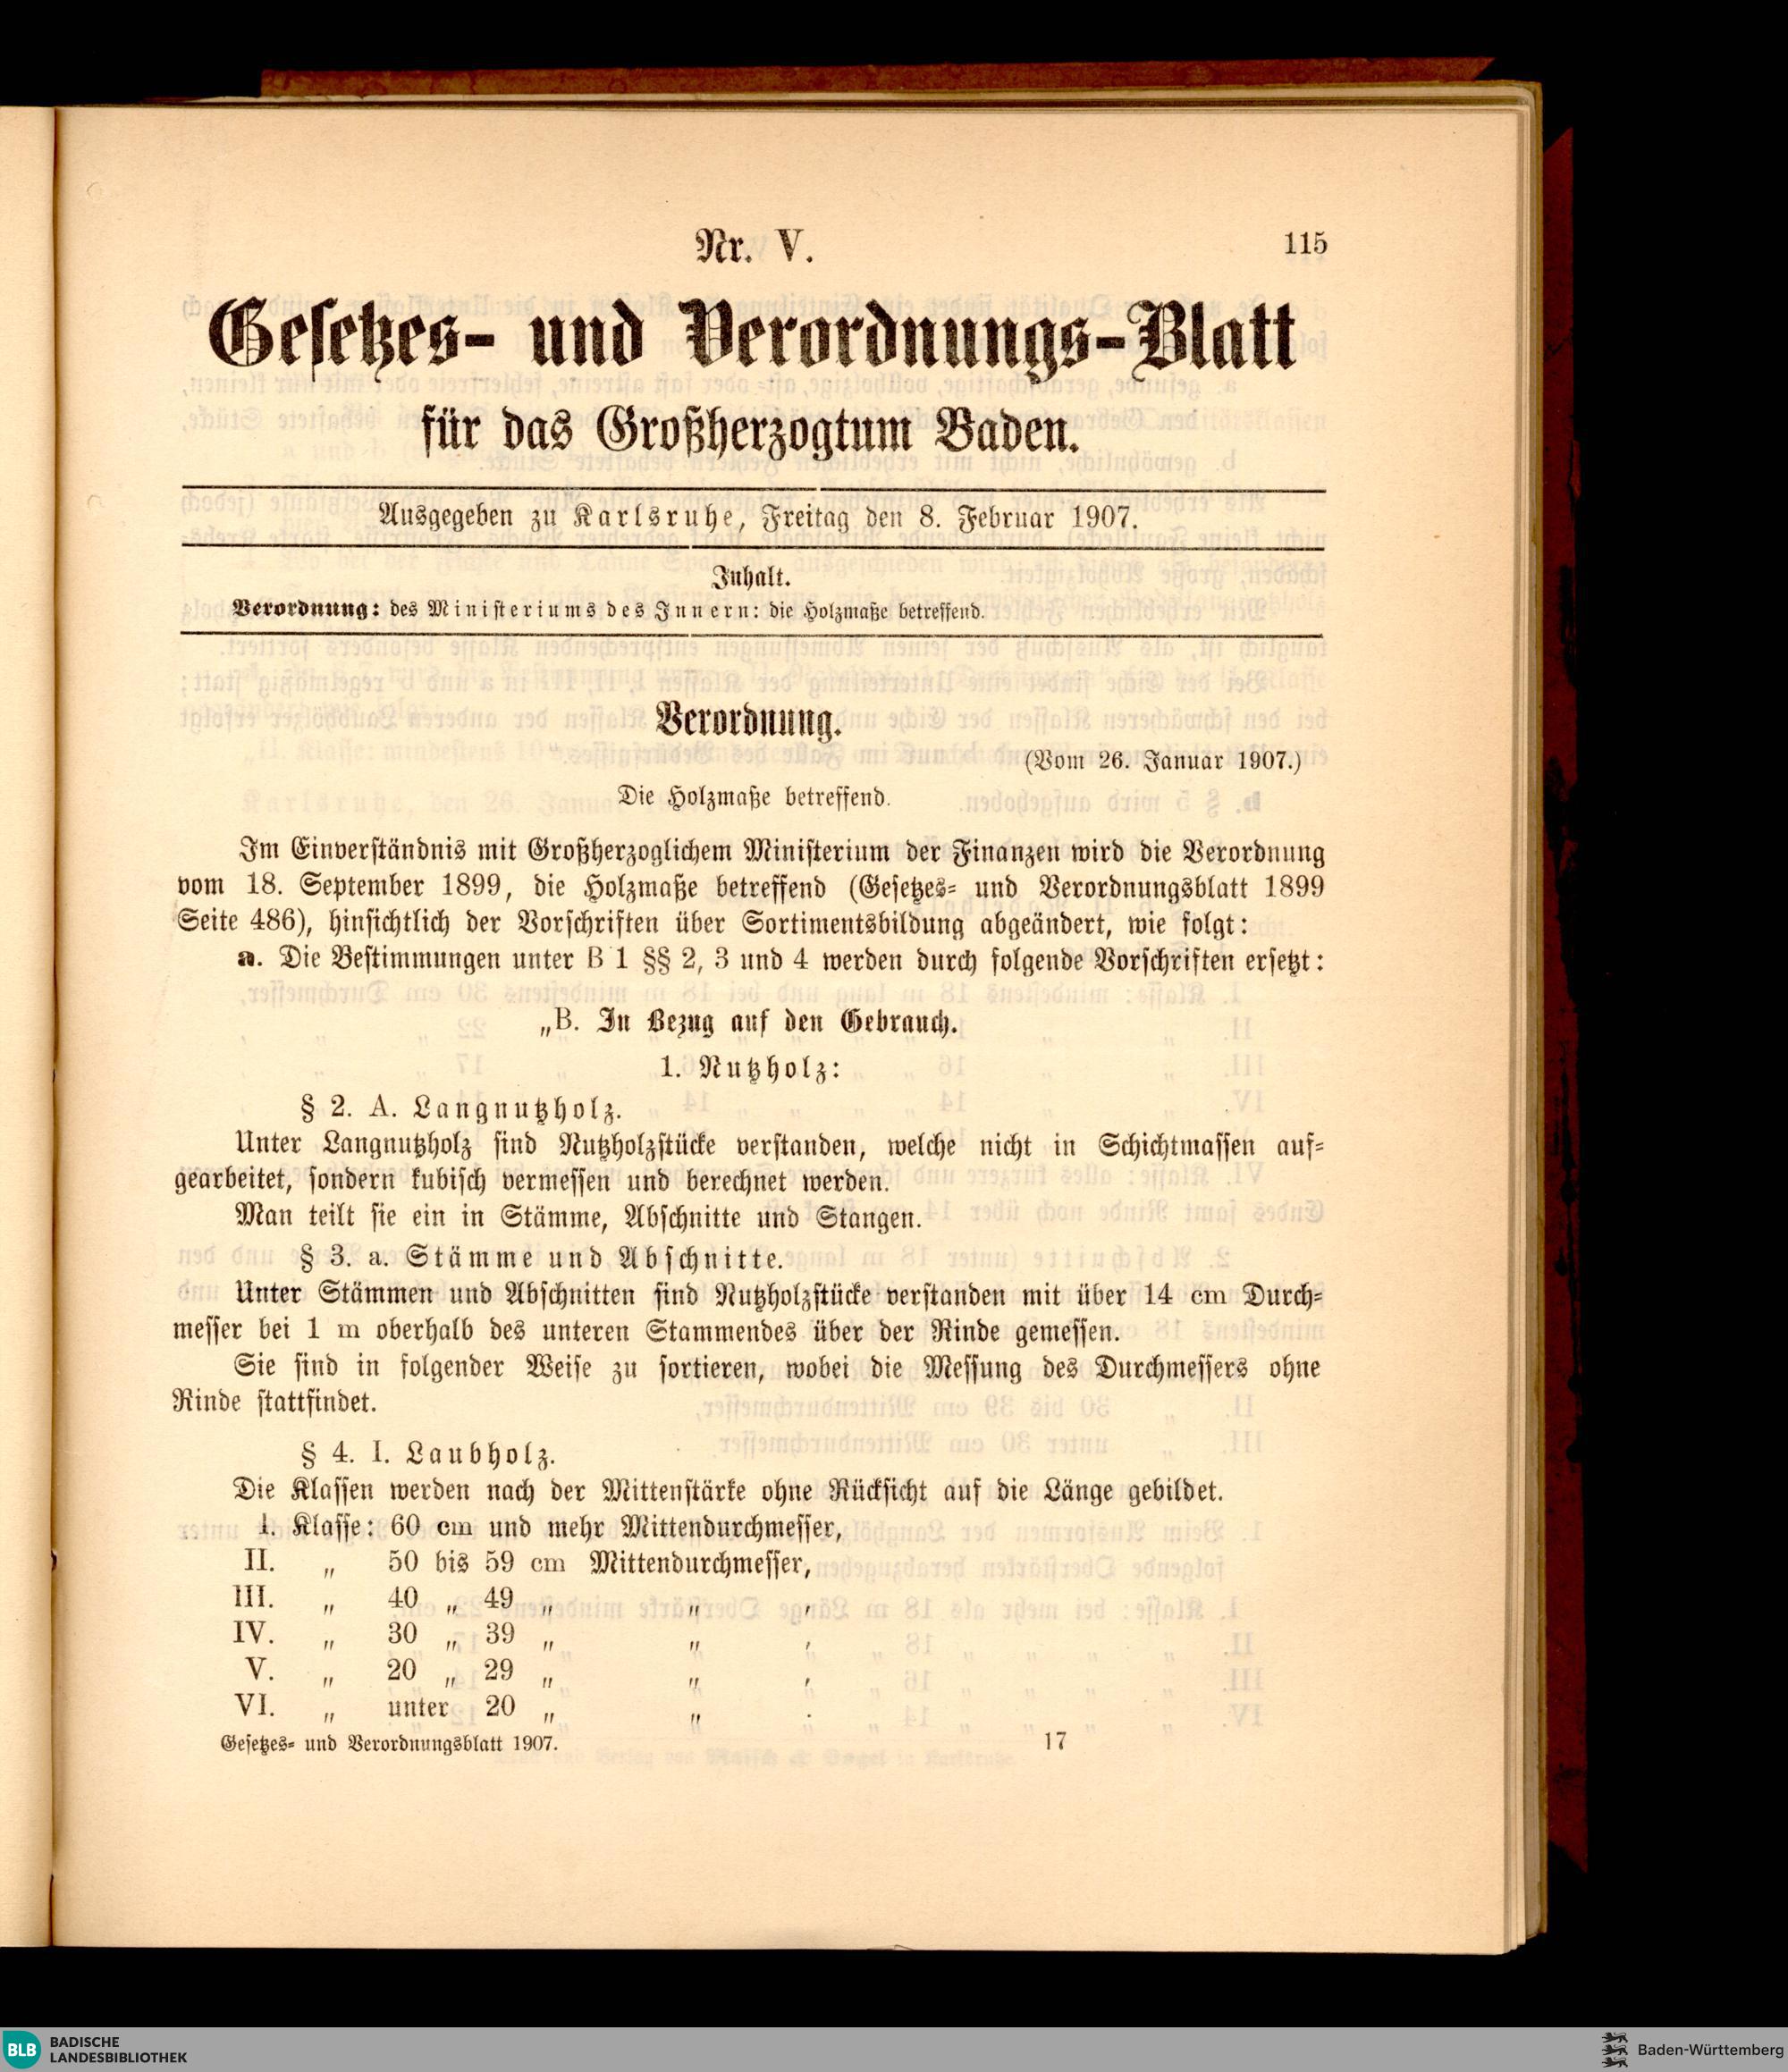 Nr. V.
115
Gesetzes- und Verordnungs-Blatt
für das Großherzogtum Baden.
Ausgegeben zu Karlsruhe, Freitag den 8. Februar 1907.
Inhalt.
Verordnung: des Ministeriums des Innern: die Holzmaße betreffend.
Verordnung.
(Vom 26. Januar 1907.)
Die Holzmaße betreffend.
Im Einverständnis mit Großherzoglichem Ministerium der Finanzen wird die Verordnung
vom 18. September 1899, die Holzmaße betreffend (Gesetzes- und Verordnungsblatt 1899
Seite 486), hinsichtlich der Vorschriften über Sortimentsbildung abgeändert, wie folgt:
a. Die Bestimmungen unter B 1 §§ 2, 3 und 4 werden durch folgende Vorschriften ersetzt:
„B. In Bezug auf den Gebrauch.
1. Nutzholz:
§ 2. A. Langnutzholz.
Unter Langnutzholz sind Nutzholzstücke verstanden, welche nicht in Schichtmassen auf-
gearbeitet, sondern kubisch vermessen und berechnet werden.
Man teilt sie ein in Stämme, Abschnitte und Stangen.
§ 3. a. Stämme und Abschnitte.
Unter Stämmen und Abschnitten sind Nutzholzstücke verstanden mit über 14 cm Durch-
messer bei 1 m oberhalb des unteren Stammendes über der Rinde gemessen.
Sie sind in folgender Weise zu sortieren, wobei die Messung des Durchmessers ohne
Rinde stattfindet.
§ 4. I. Laubholz.
Die Klassen werden nach der Mittenstärke ohne Rücksicht auf die Länge gebildet.
I. Klasse: 60 cm und mehr Mittendurchmesser,
II. „ 50 bis 59 cm Mittendurchmesser,
III. „ 40 „ 49 „ „ ,
IV. „ 30 „ 39 „ „ ,
V. „ 20 „ 29 „ „ ,
VI. „ unter 20 „ „ .
Gesetzes- und Verordnungsblatt 1907. 17
BLB BADISCHE
LANDESBIBLIOTHEK
Baden-Württemberg